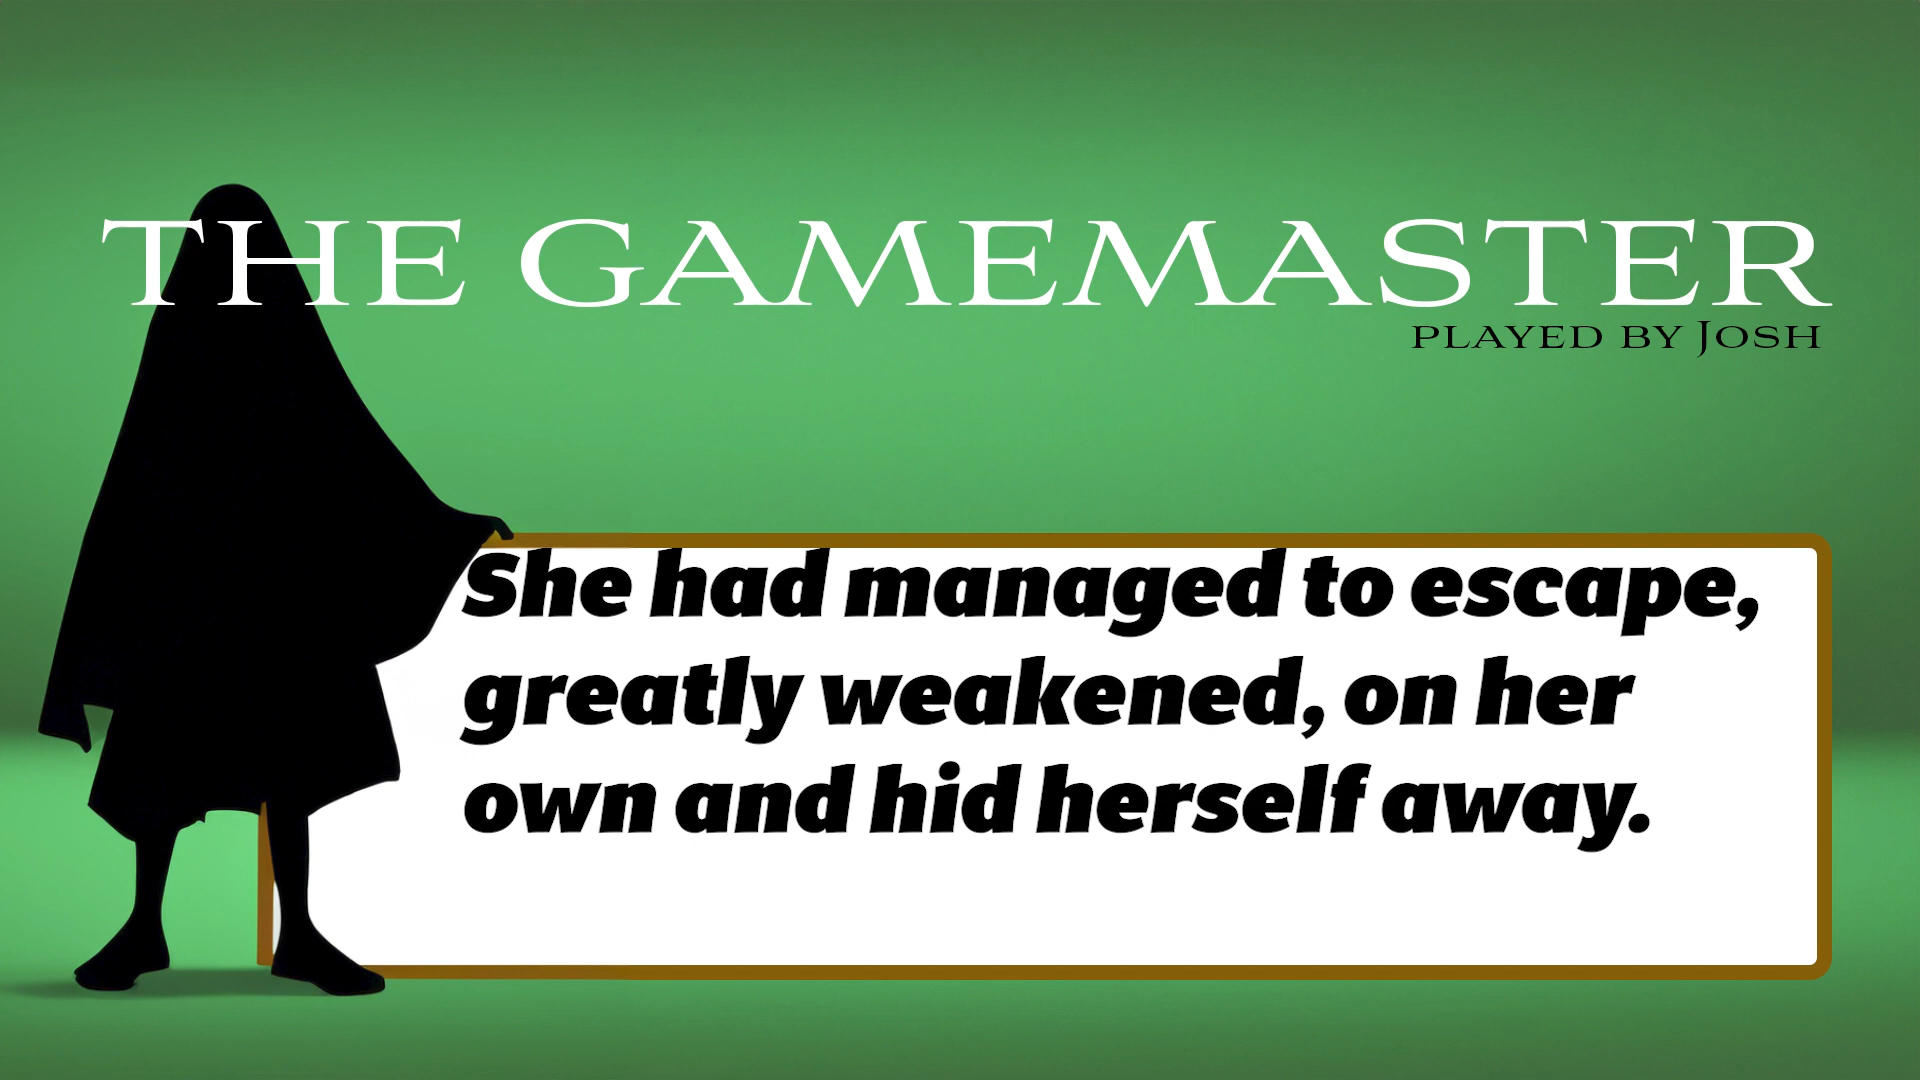 THE GAMEMASTER
PLAYED BY JOSH
She had managed to escape,
greatly weakened, on her
own and hid herself away.